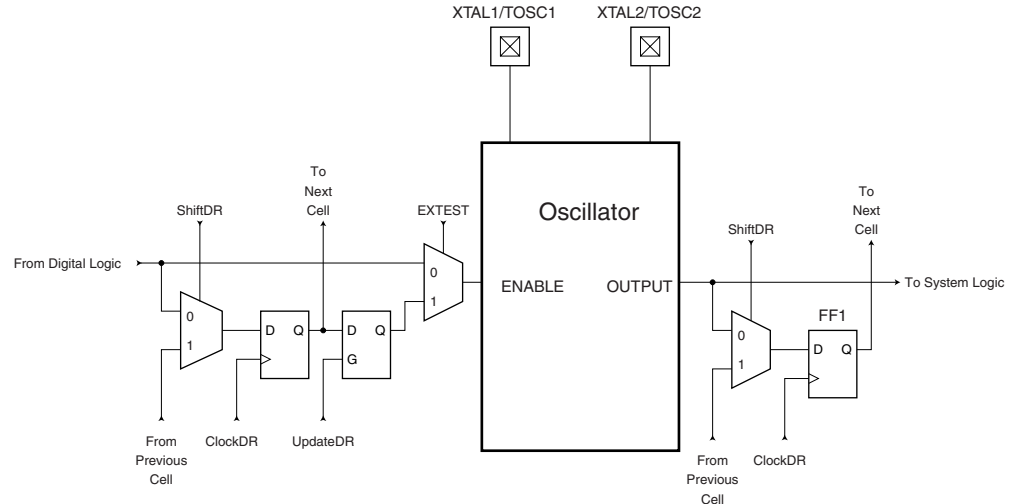 XTAL1/TOSC1
XTAL2/TOSC2
To
Next
Cell
ShiftDR
EXTEST
From Digital Logic
0
1
0
1
D Q
D Q
G
From
Previous
Cell
ClockDR
UpdateDR
Oscillator
ENABLE
OUTPUT
To
Next
Cell
ShiftDR
To System Logic
FF1
0
1
D Q
From
Previous
Cell
ClockDR